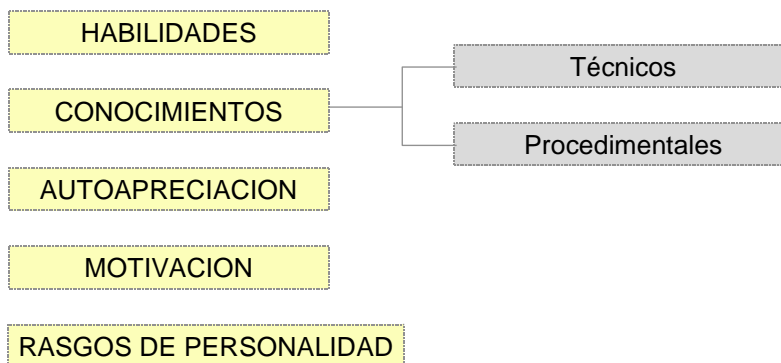 HABILIDADES
CONOCIMIENTOS
Técnicos
Procedimentales
AUTOAPRECIACION
MOTIVACION
RASGOS DE PERSONALIDAD